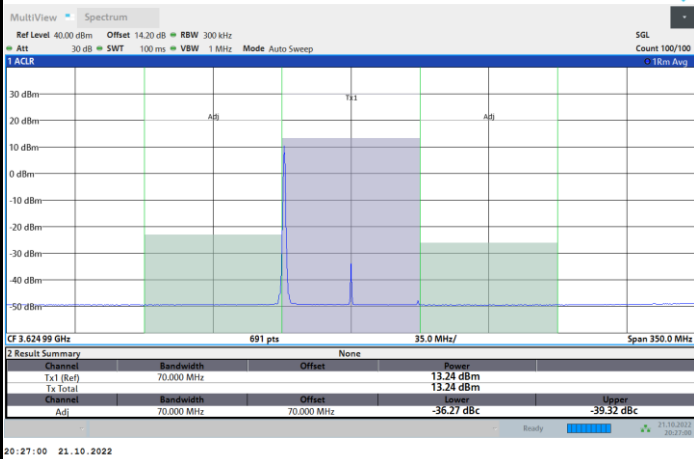 MultiView Spectrum
Ref Level 40.00 dBm Offset 14.20 dB RBW 300 kHz SGL
Att 30 dB SWT 100 ms VBW 1 MHz Mode Auto Sweep Count 100/100
1 ACLR 1Rm Avg
30 dBm
Tx1
20 dBm Adj Adj
10 dBm
0 dBm
-10 dBm
-20 dBm
-30 dBm
-40 dBm
-50 dBm
CF 3.624 99 GHz 691 pts 35.0 MHz/ Span 350.0 MHz
2 Result Summary None
Channel Bandwidth Offset Power
Tx1 (Ref) 70.000 MHz 13.24 dBm
Tx Total 13.24 dBm
Channel Bandwidth Offset Lower Upper
Adj 70.000 MHz 70.000 MHz -36.27 dBc -39.32 dBc
Ready 21.10.2022
20:27:00
20:27:00 21.10.2022